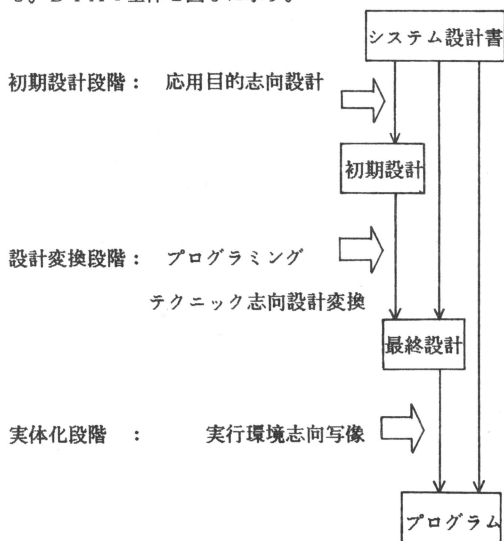 システム設計書
初期設計段階： 応用目的志向設計
初期設計
設計変換段階： プログラミング
テクニック志向設計変換
最終設計
実体化段階 ： 実行環境志向写像
プログラム